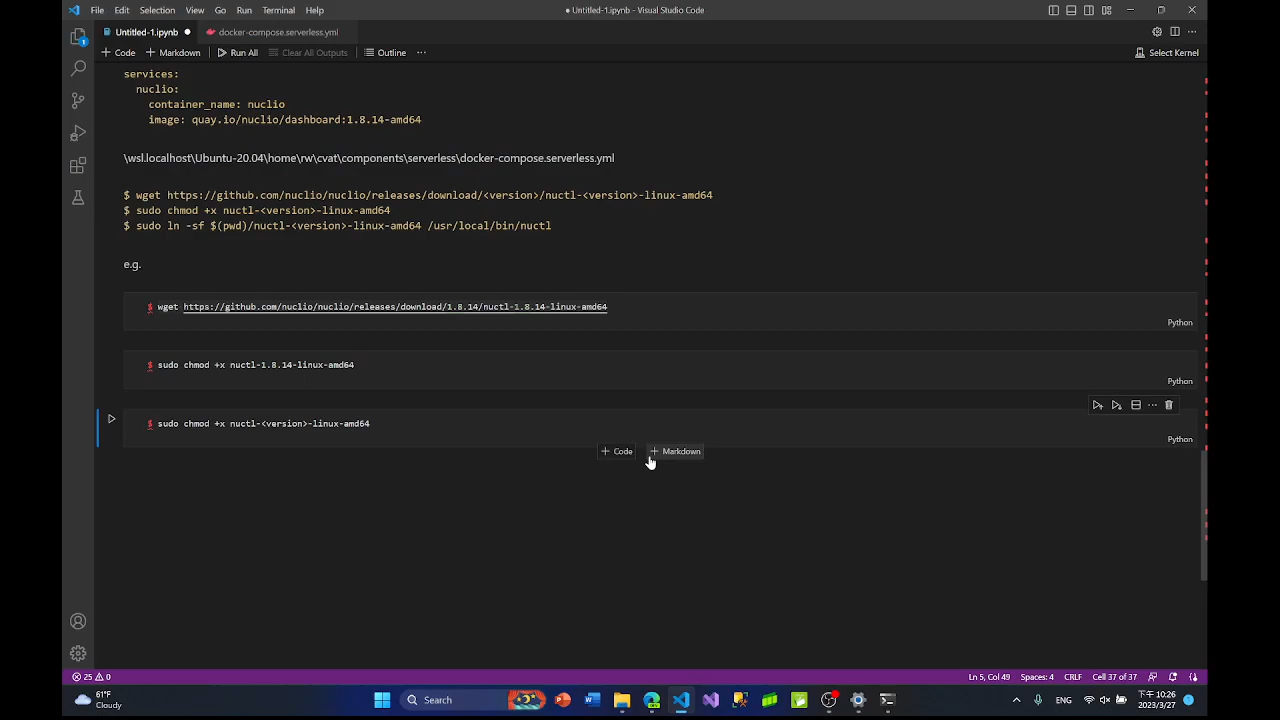 File Edit Selection View Go Run Terminal Help
● Untitled-1.ipynb - Visual Studio Code
Untitled-1.ipynb ● docker-compose.serverless.yml
+ Code + Markdown Run All Clear All Outputs Outline ···
Select Kernel
services:
nuclio:
container_name: nuclio
image: quay.io/nuclio/dashboard:1.8.14-amd64
\wsl.localhost\Ubuntu-20.04\home\rw\cvat\components\serverless\docker-compose.serverless.yml
$ wget https://github.com/nuclio/nuclio/releases/download/<version>/nuctl-<version>-linux-amd64
$ sudo chmod +x nuctl-<version>-linux-amd64
$ sudo ln -sf $(pwd)/nuctl-<version>-linux-amd64 /usr/local/bin/nuctl
e.g.
$ wget https://github.com/nuclio/nuclio/releases/download/1.8.14/nuctl-1.8.14-linux-amd64
Python
$ sudo chmod +x nuctl-1.8.14-linux-amd64
Python
$ sudo chmod +x nuctl-<version>-linux-amd64
Python
+ Code + Markdown
25 0
Ln 5, Col 49 Spaces: 4 CRLF Cell 37 of 37
61°F
Cloudy
Search
ENG
下午 10:26
2023/3/27